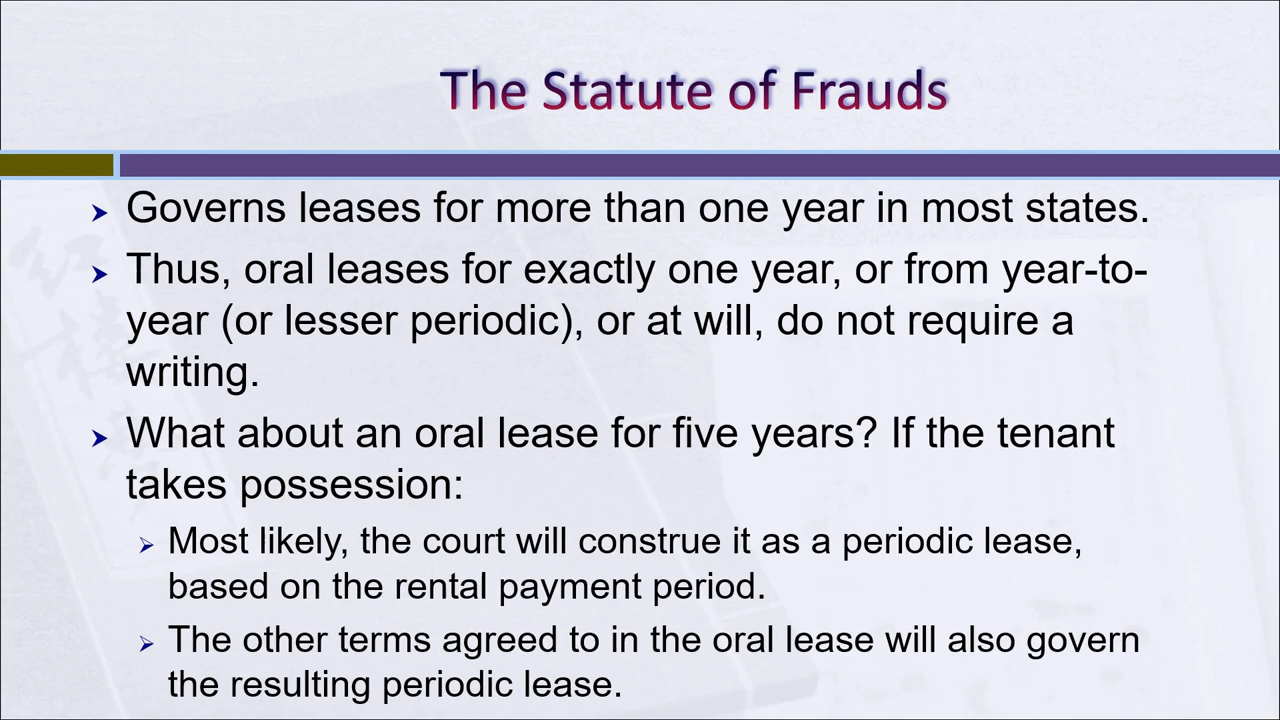 The Statute of Frauds
Governs leases for more than one year in most states.
Thus, oral leases for exactly one year, or from year-to-
year (or lesser periodic), or at will, do not require a
writing.
What about an oral lease for five years? If the tenant
takes possession:
Most likely, the court will construe it as a periodic lease,
based on the rental payment period.
The other terms agreed to in the oral lease will also govern
the resulting periodic lease.